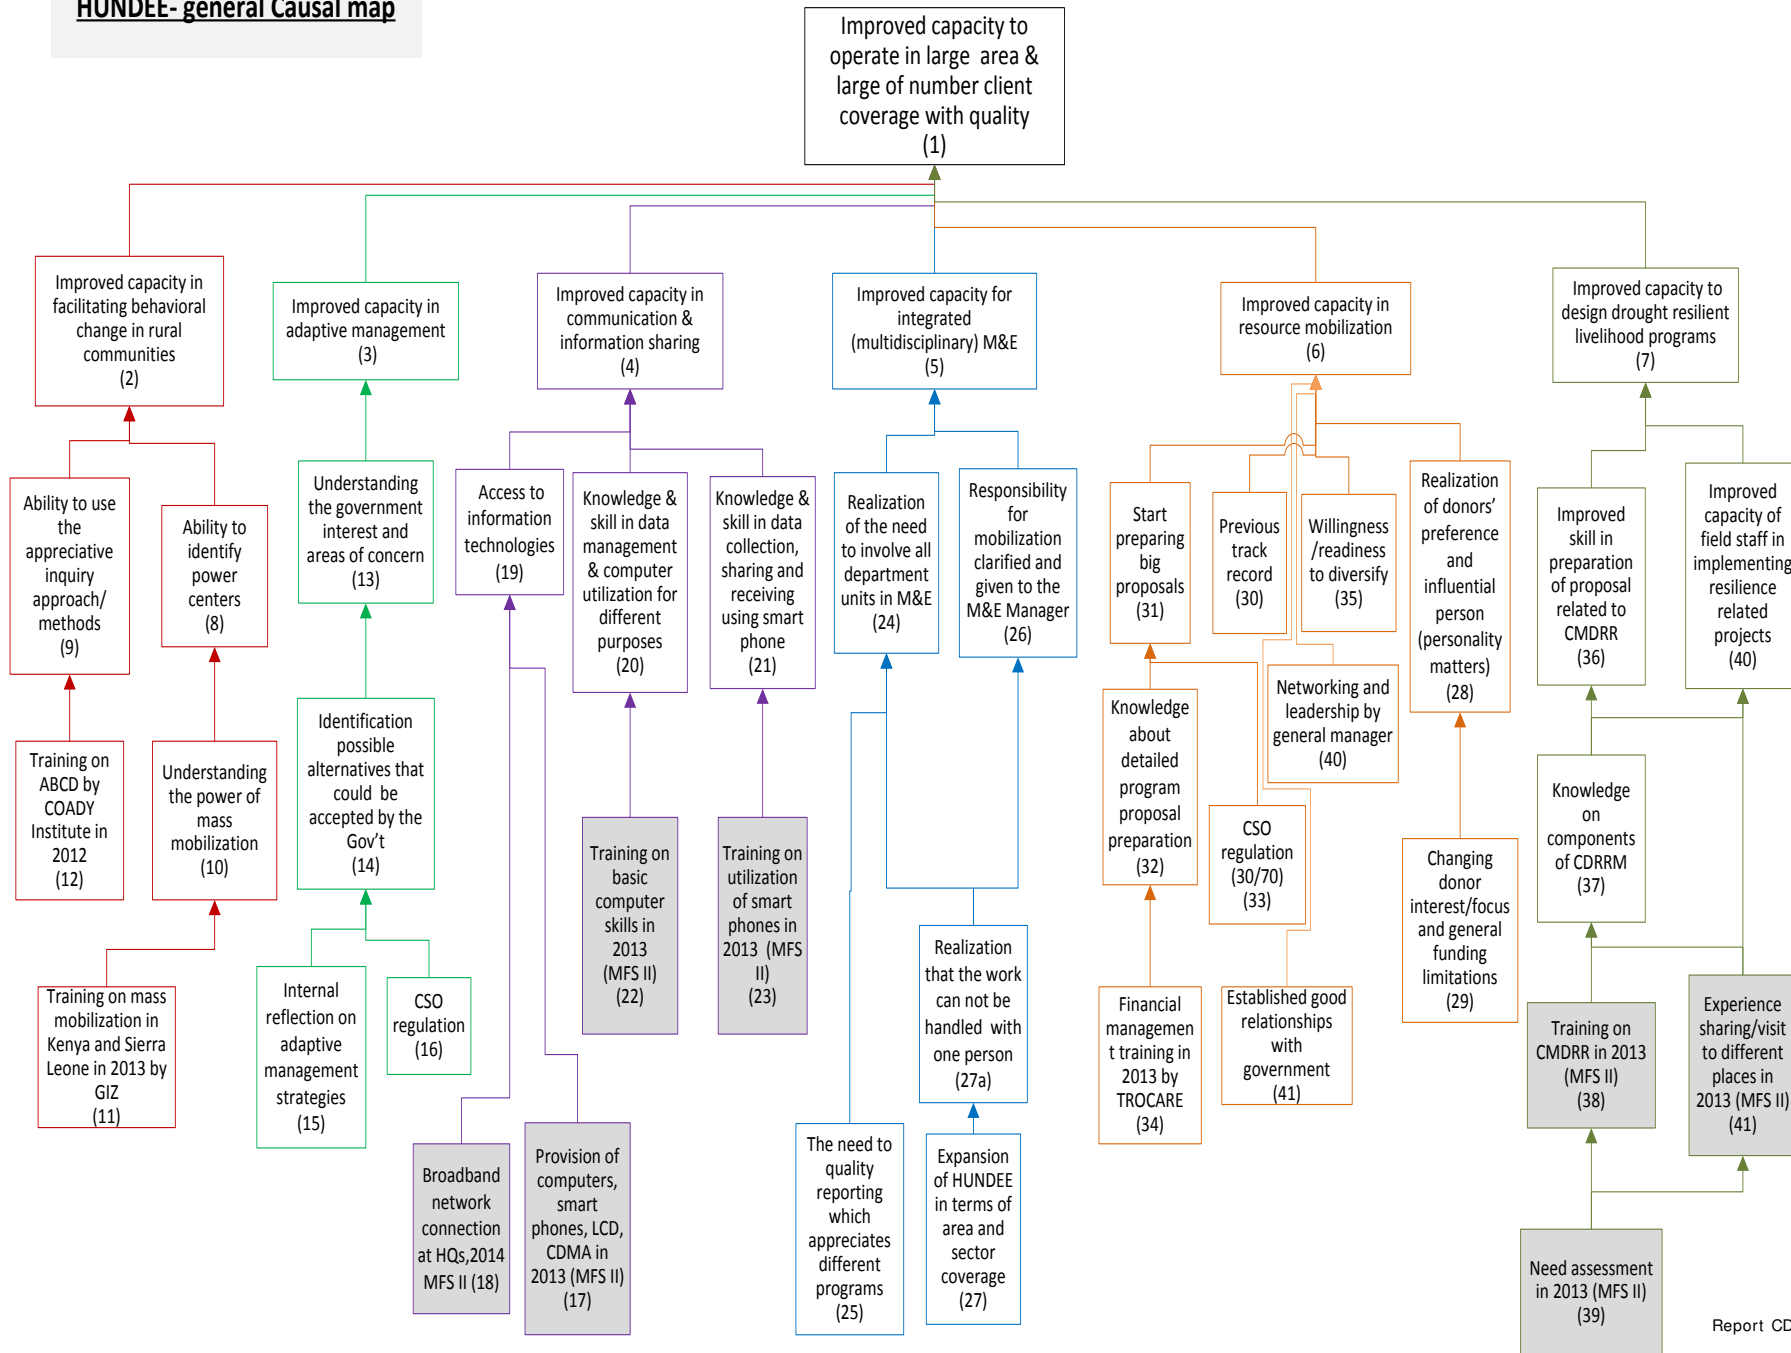 HUNDEE- general Causal map
Improved capacity to
operate in large area &
large of number client
coverage with quality
(1)
Improved capacity in
facilitating behavioral
change in rural
communities
(2)
Improved capacity in
adaptive management
(3)
Improved capacity in
communication &
information sharing
(4)
Improved capacity for
integrated
(multidisciplinary) M&E
(5)
Improved capacity in
resource mobilization
(6)
Improved capacity to
design drought resilient
livelihood programs
(7)
Ability to use
the
appreciative
inquiry
approach/
methods
(9)
Ability to
identify
power
centers
(8)
Understanding
the government
interest and
areas of concern
(13)
Access to
information
technologies
(19)
Knowledge &
skill in data
management
& computer
utilization for
different
purposes
(20)
Knowledge &
skill in data
collection,
sharing and
receiving
using smart
phone
(21)
Realization
of the need
to involve all
department
units in M&E
(24)
Responsibility
for
mobilization
clarified and
given to the
M&E Manager
(26)
Start
preparing
big
proposals
(31)
Previous
track
record
(30)
Willingness
/readiness
to diversify
(35)
Realization
of donors’
preference
and
influential
person
(personality
matters)
(28)
Improved
skill in
preparation
of proposal
related to
CMDRR
(36)
Improved
capacity of
field staff in
implementing
resilience
related
projects
(40)
Training on
ABCD by
COADY
Institute in
2012
(12)
Understanding
the power of
mass
mobilization
(10)
Identification
possible
alternatives that
could be
accepted by the
Gov’t
(14)
Training on
basic
computer
skills in
2013
(MFS II)
(22)
Training on
utilization
of smart
phones in
2013 (MFS
II)
(23)
Knowledge
about
detailed
program
proposal
preparation
(32)
Networking and
leadership by
general manager
(40)
CSO
regulation
(30/70)
(33)
Changing
donor
interest/focus
and general
funding
limitations
(29)
Knowledge
on
components
of CDRRM
(37)
Training on mass
mobilization in
Kenya and Sierra
Leone in 2013 by
GIZ
(11)
Internal
reflection on
adaptive
management
strategies
(15)
CSO
regulation
(16)
Realization
that the work
can not be
handled with
one person
(27a)
Financial
managemen
t training in
2013 by
TROCARE
(34)
Established good
relationships
with
government
(41)
Training on
CMDRR in 2013
(MFS II)
(38)
Experience
sharing/visit
to different
places in
2013 (MFS II)
(41)
Broadband
network
connection
at HQs,2014
MFS II (18)
Provision of
computers,
smart
phones, LCD,
CDMA in
2013 (MFS II)
(17)
The need to
quality
reporting
which
appreciates
different
programs
(25)
Expansion
of HUNDEE
in terms of
area and
sector
coverage
(27)
Need assessment
in 2013 (MFS II)
(39)
Report CD